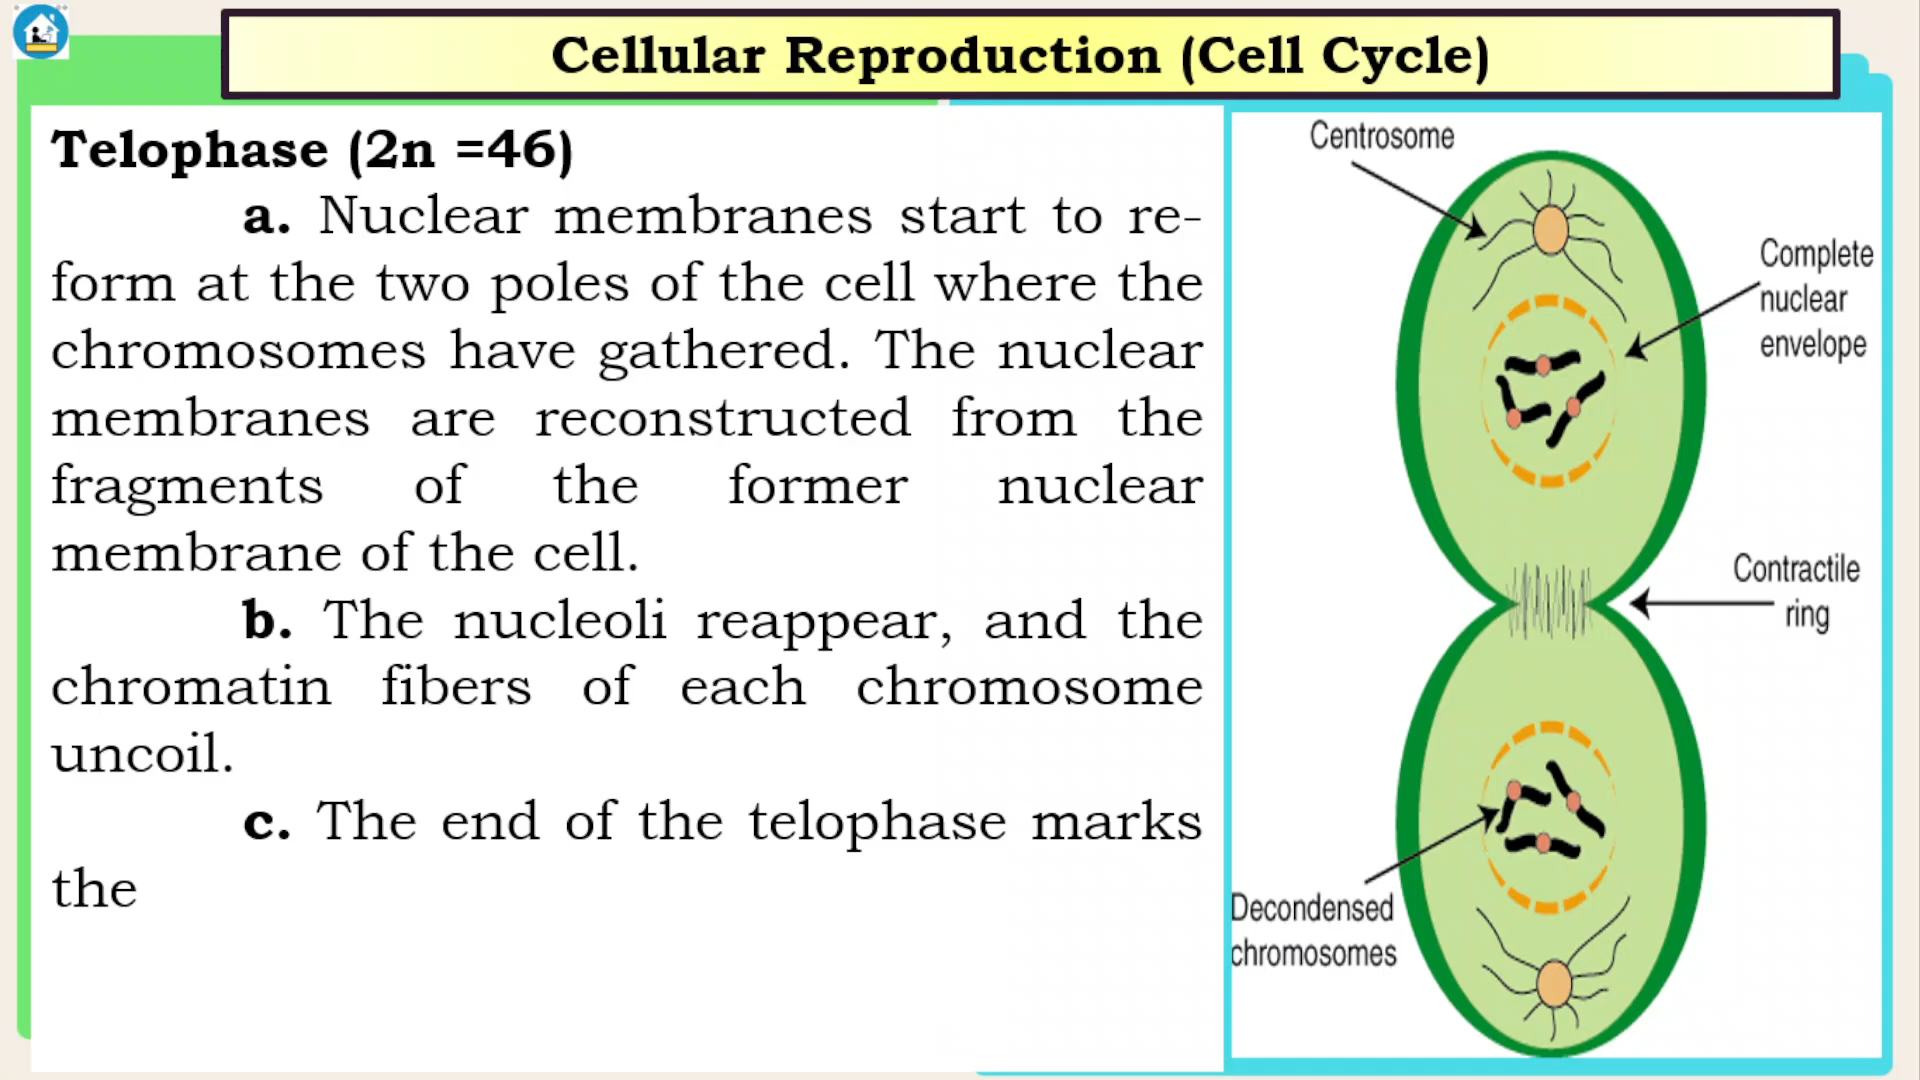 Cellular Reproduction (Cell Cycle)
Telophase (2n =46)
a. Nuclear membranes start to re-
form at the two poles of the cell where the
chromosomes have gathered. The nuclear
membranes are reconstructed from the
fragments of the former nuclear
membrane of the cell.
b. The nucleoli reappear, and the
chromatin fibers of each chromosome
uncoil.
c. The end of the telophase marks
the
Centrosome
Complete
nuclear
envelope
Contractile
ring
Decondensed
chromosomes